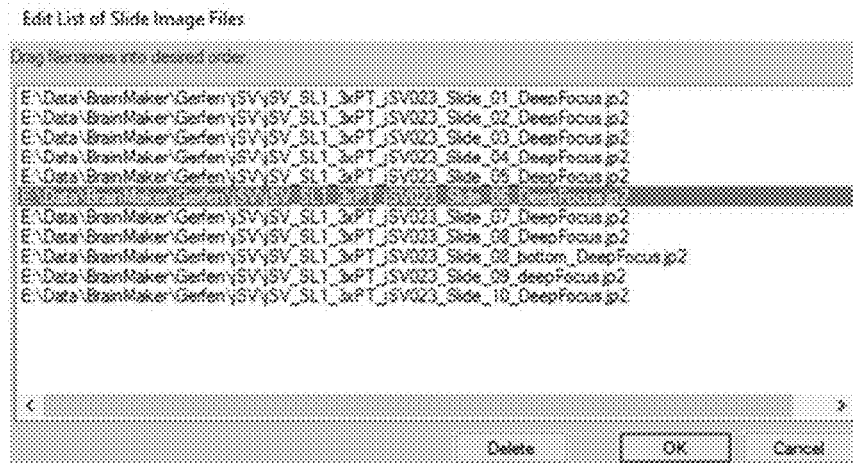 Edit List of Slide Image Files
Drag filenames into desired order
E:\Data\BrainMaker\Gerfen\jSV\jSV_SL1_3xPT_jSV023_Slide_01_DeepFocus.jp2
E:\Data\BrainMaker\Gerfen\jSV\jSV_SL1_3xPT_jSV023_Slide_02_DeepFocus.jp2
E:\Data\BrainMaker\Gerfen\jSV\jSV_SL1_3xPT_jSV023_Slide_03_DeepFocus.jp2
E:\Data\BrainMaker\Gerfen\jSV\jSV_SL1_3xPT_jSV023_Slide_04_DeepFocus.jp2
E:\Data\BrainMaker\Gerfen\jSV\jSV_SL1_3xPT_jSV023_Slide_05_DeepFocus.jp2
E:\Data\BrainMaker\Gerfen\jSV\jSV_SL1_3xPT_jSV023_Slide_07_DeepFocus.jp2
E:\Data\BrainMaker\Gerfen\jSV\jSV_SL1_3xPT_jSV023_Slide_08_DeepFocus.jp2
E:\Data\BrainMaker\Gerfen\jSV\jSV_SL1_3xPT_jSV023_Slide_08_bottom_DeepFocus.jp2
E:\Data\BrainMaker\Gerfen\jSV\jSV_SL1_3xPT_jSV023_Slide_09_deepFocus.jp2
E:\Data\BrainMaker\Gerfen\jSV\jSV_SL1_3xPT_jSV023_Slide_10_DeepFocus.jp2
Delete OK Cancel